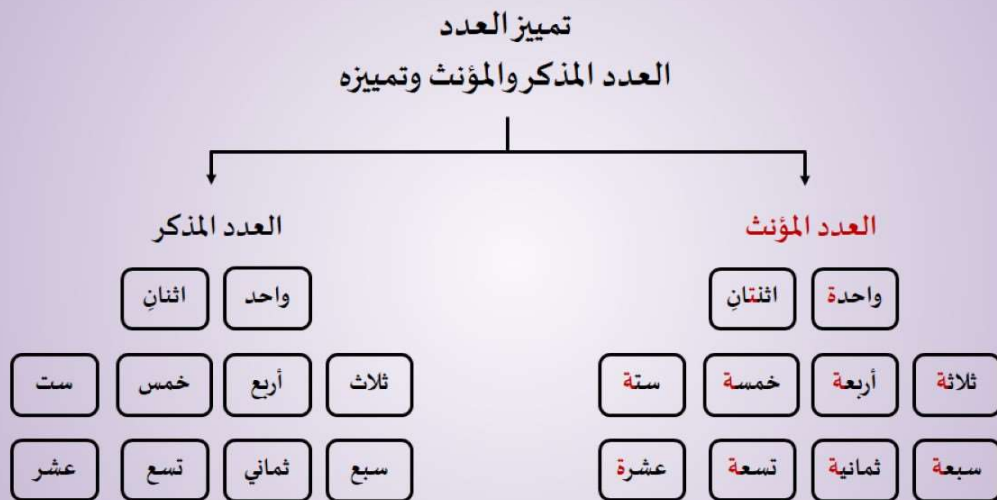 تمييز العدد
العدد المذكر والمؤنث وتمييزه
العدد المؤنث
واحدة اثنتانِ
ثلاثة أربعة خمسة ستة
سبعة ثمانية تسعة عشرة
العدد المذكر
واحد اثنانِ
ثلاث أربع خمس ست
سبع ثماني تسع عشر